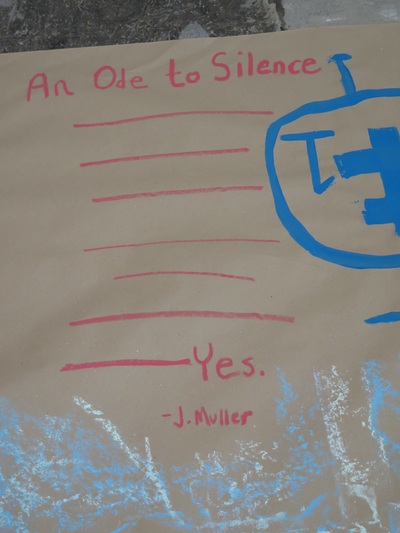 An Ode to Silence
Yes.
-J. Muller